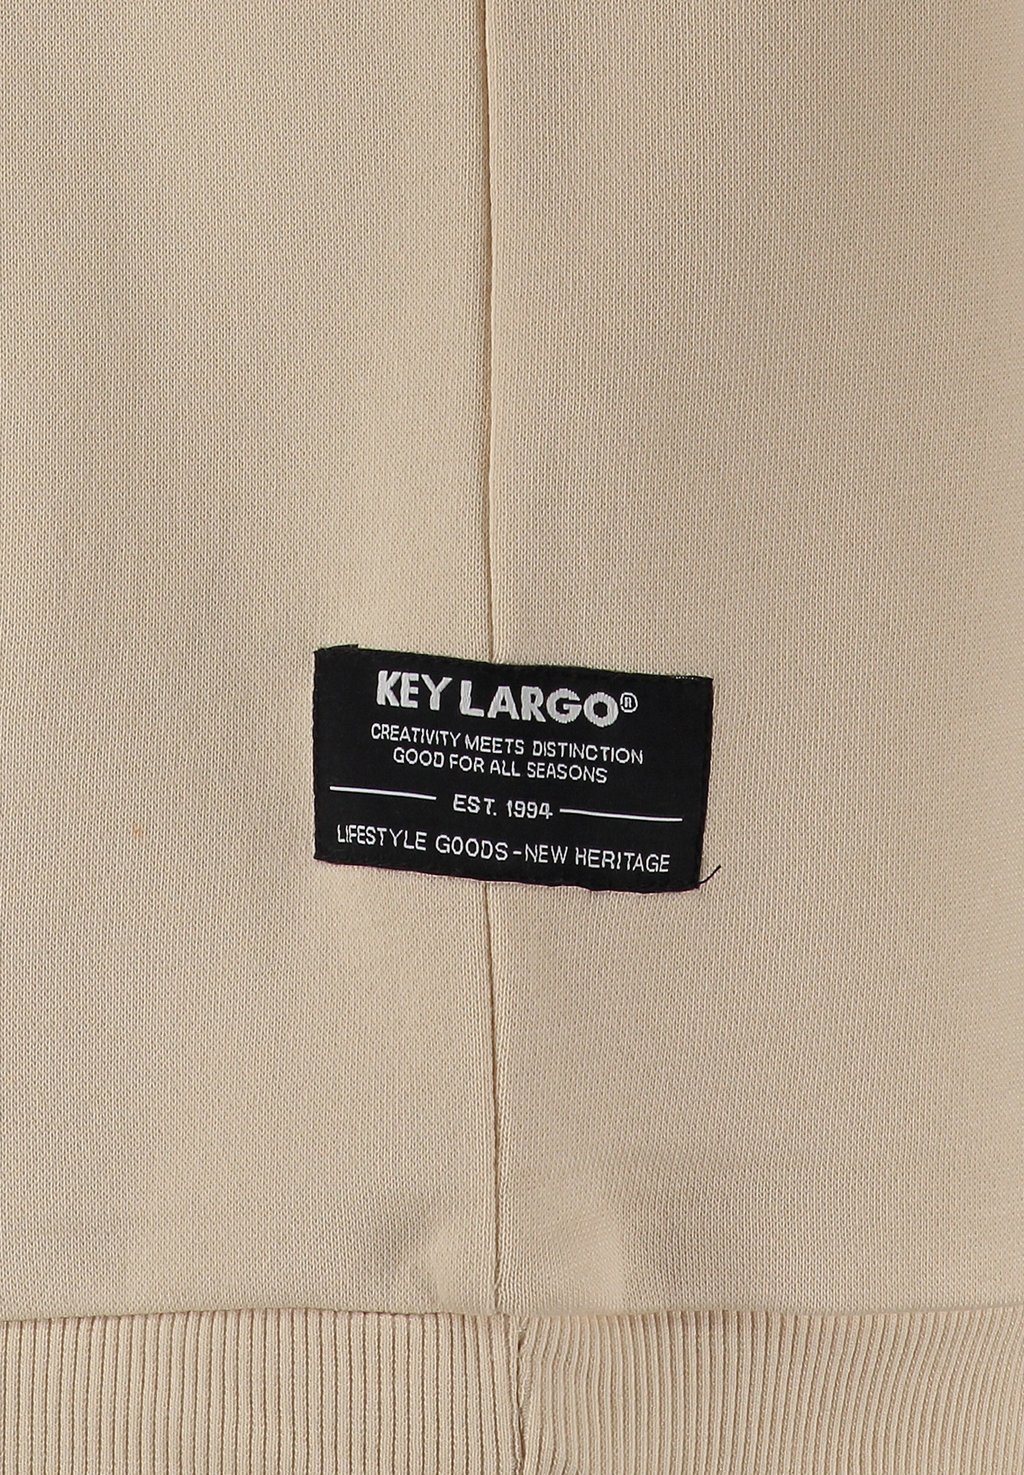 KEY LARGO®
CREATIVITY MEETS DISTINCTION
GOOD FOR ALL SEASONS
EST. 1994
LIFESTYLE GOODS-NEW HERITAGE